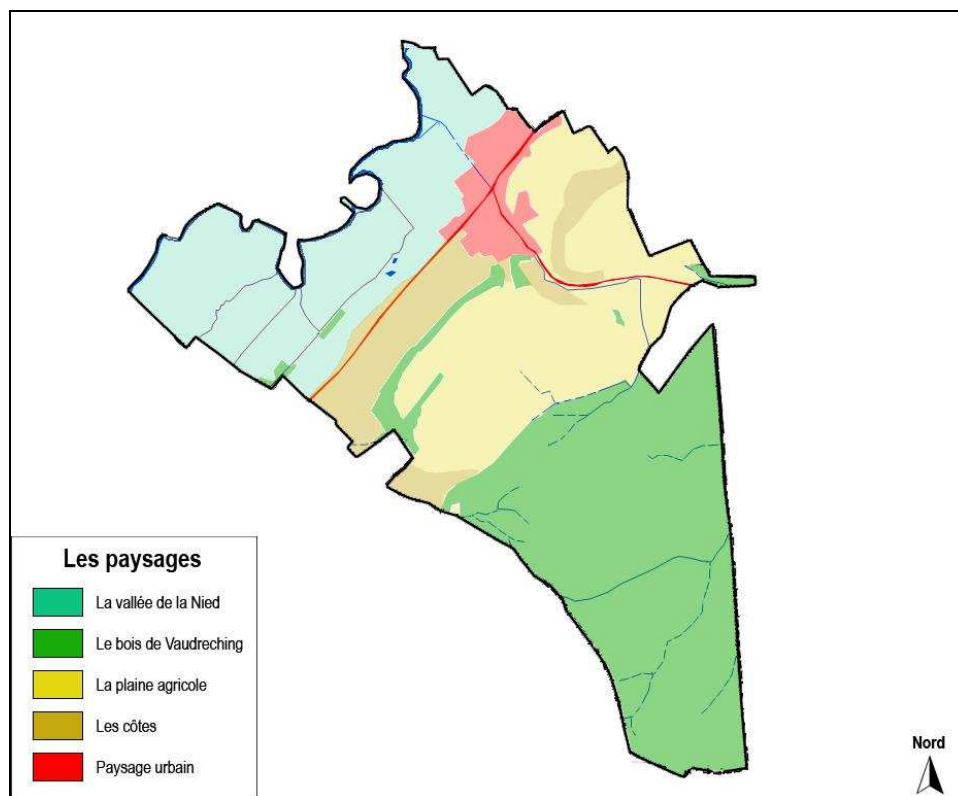 Les paysages
La vallée de la Nied
Le bois de Vaudreching
La plaine agricole
Les côtes
Paysage urbain
Nord